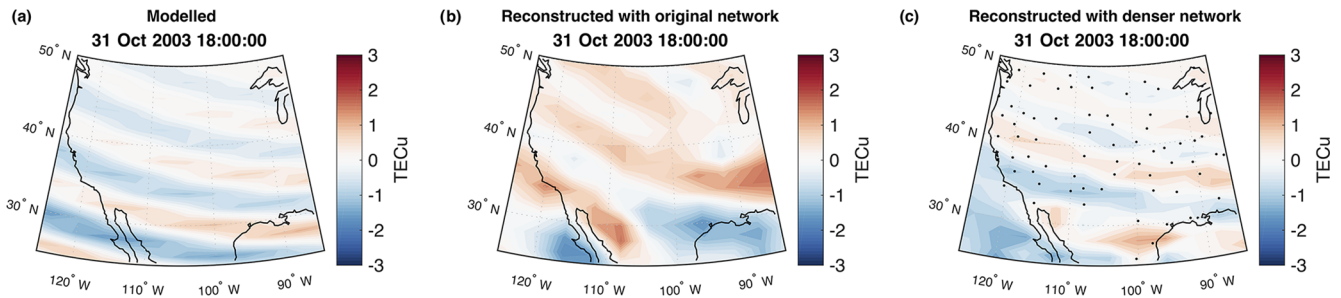 (a) Modelled
31 Oct 2003 18:00:00
50° N
40° N
30° N
120° W
110° W
100° W
90° W
3
2
1
0
-1
-2
-3
TECu
(b) Reconstructed with original network
31 Oct 2003 18:00:00
50° N
40° N
30° N
120° W
110° W
100° W
90° W
3
2
1
0
-1
-2
-3
TECu
(c) Reconstructed with denser network
31 Oct 2003 18:00:00
50° N
40° N
30° N
120° W
110° W
100° W
90° W
3
2
1
0
-1
-2
-3
TECu